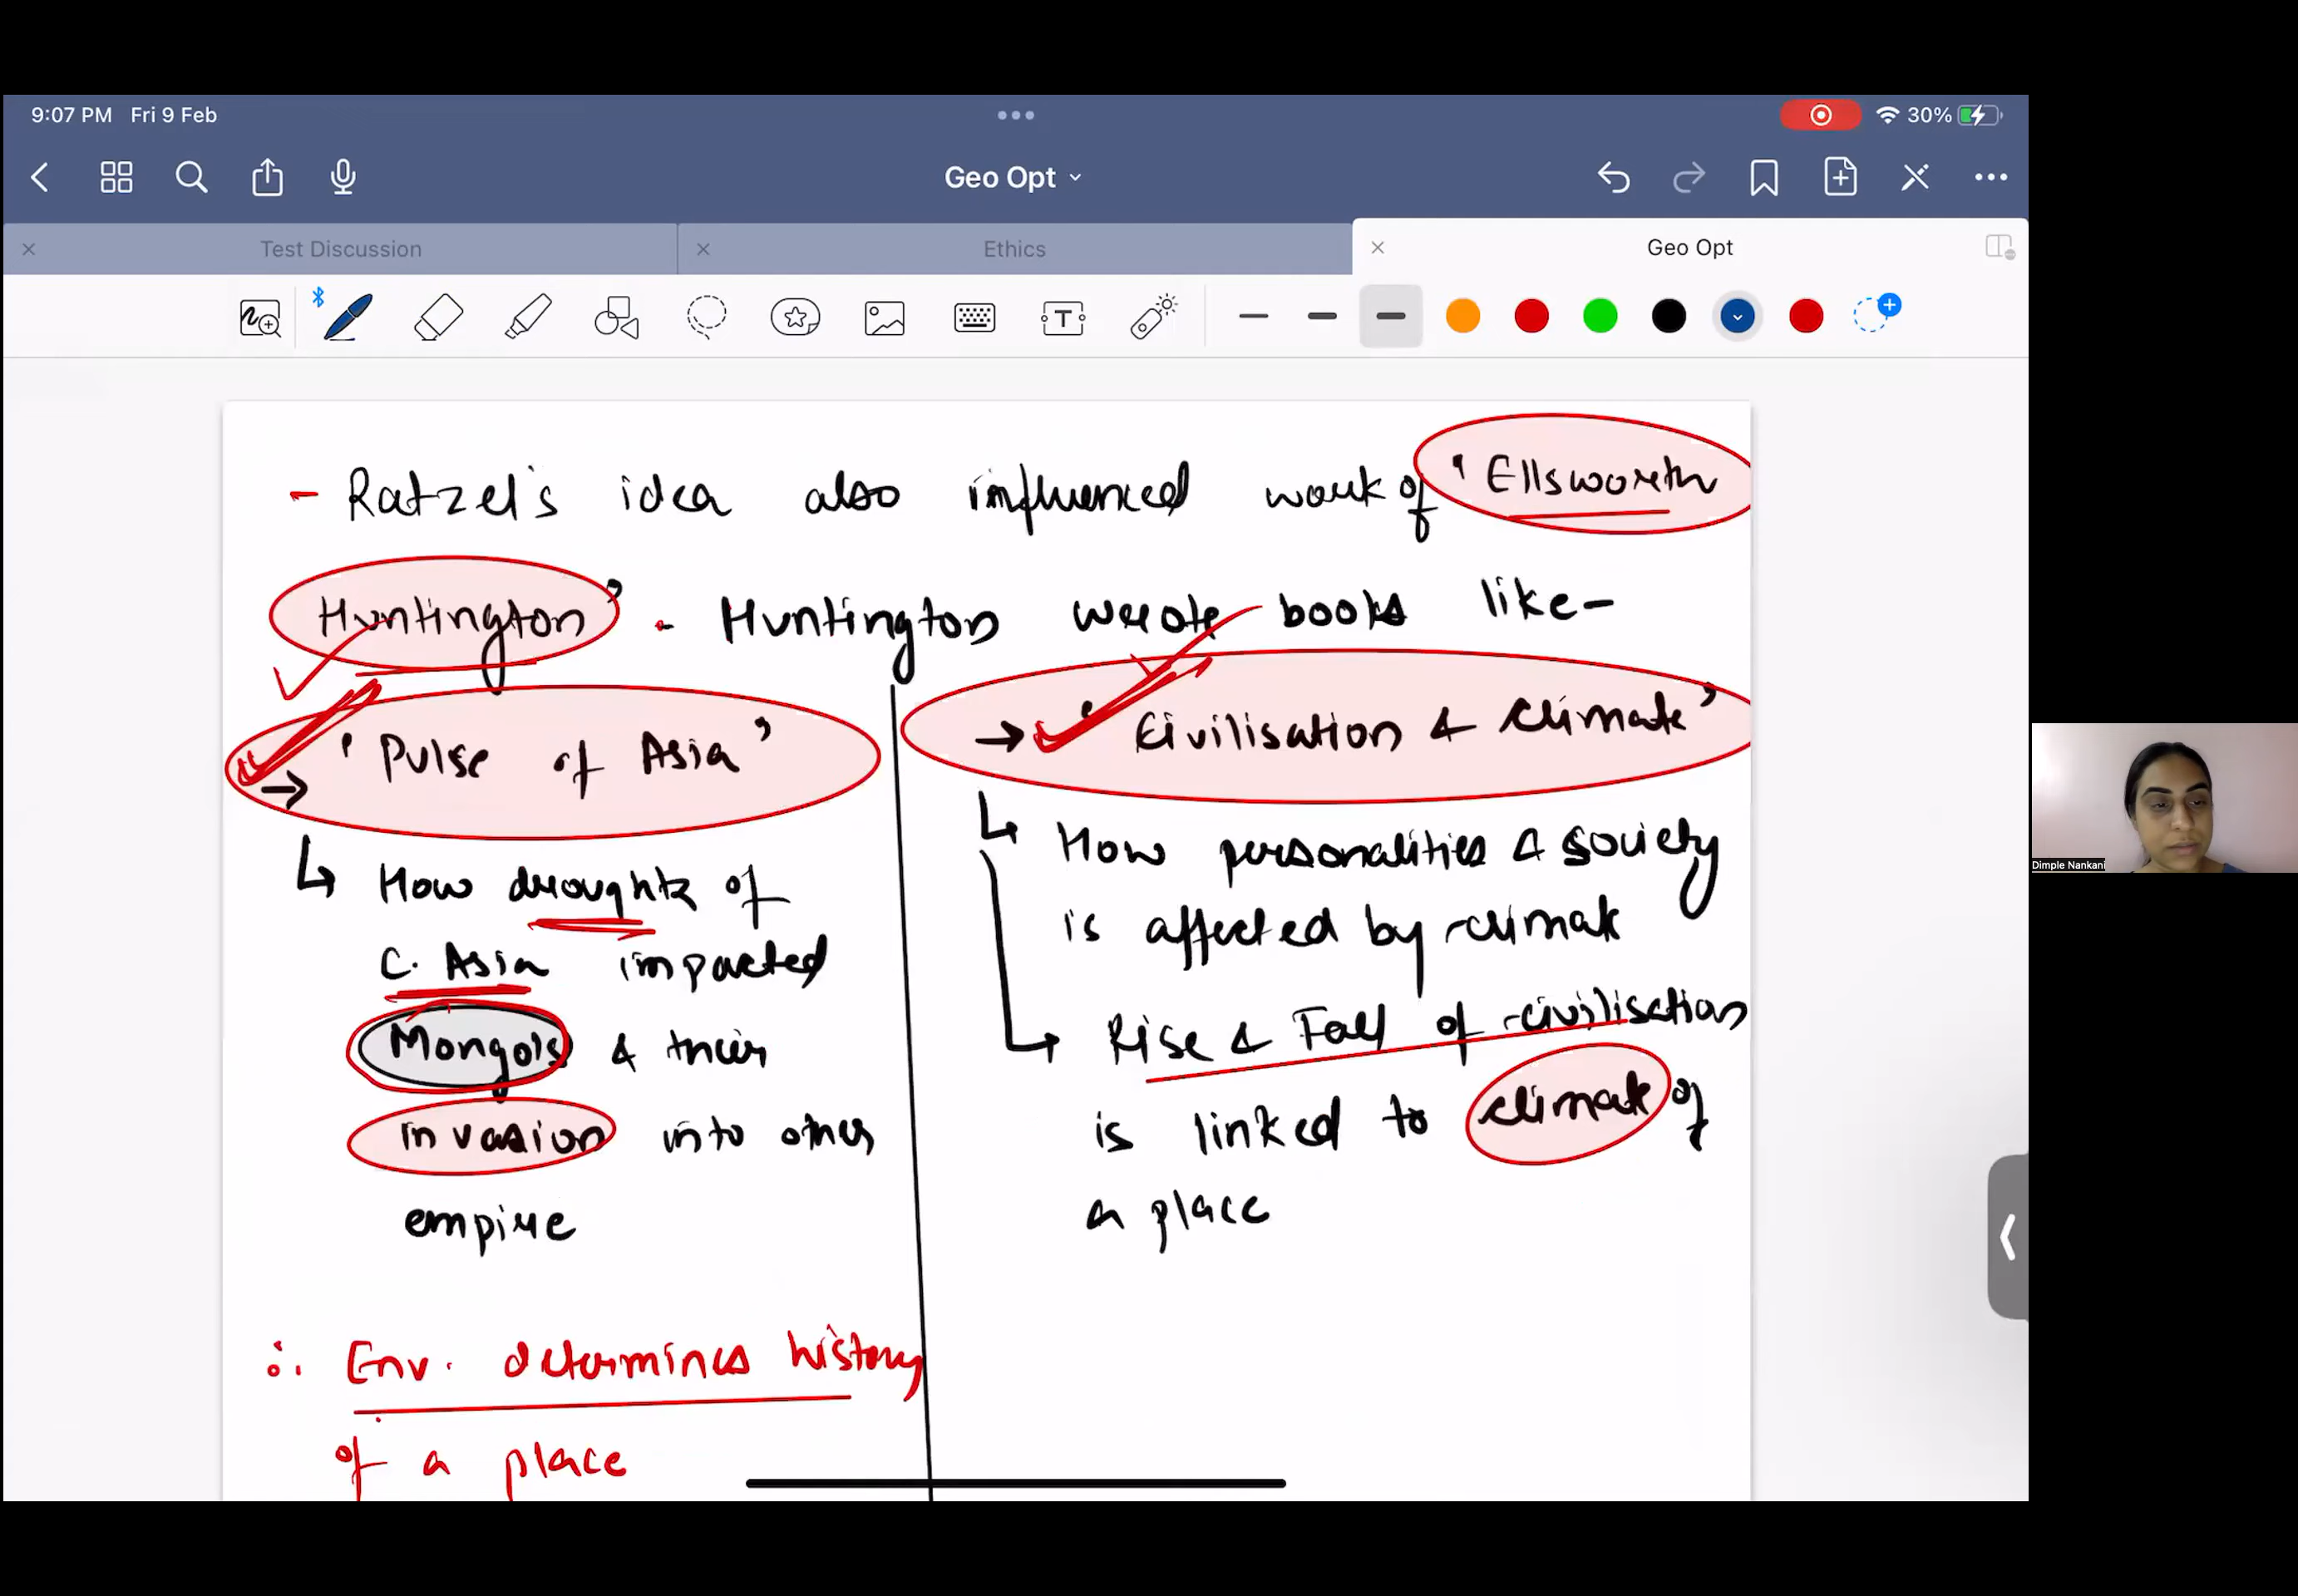 9:07 PM Fri 9 Feb
30%
Geo Opt
Test Discussion
Ethics
Geo Opt
- Ratzel's idea also influenced work of 'Ellsworth
Huntington' - Huntington wrote books like-
→ 'Pulse of Asia'
↳ How droughts of
C. Asia impacted
Mongols & their
invasion into other
empire
∴ Env. determines history
of a place
→ 'Civilisation & climate'
↳ How personalities & society
is affected by climate
↳ Rise & Fall of civilisation
is linked to climate of
a place
Dimple Nankani